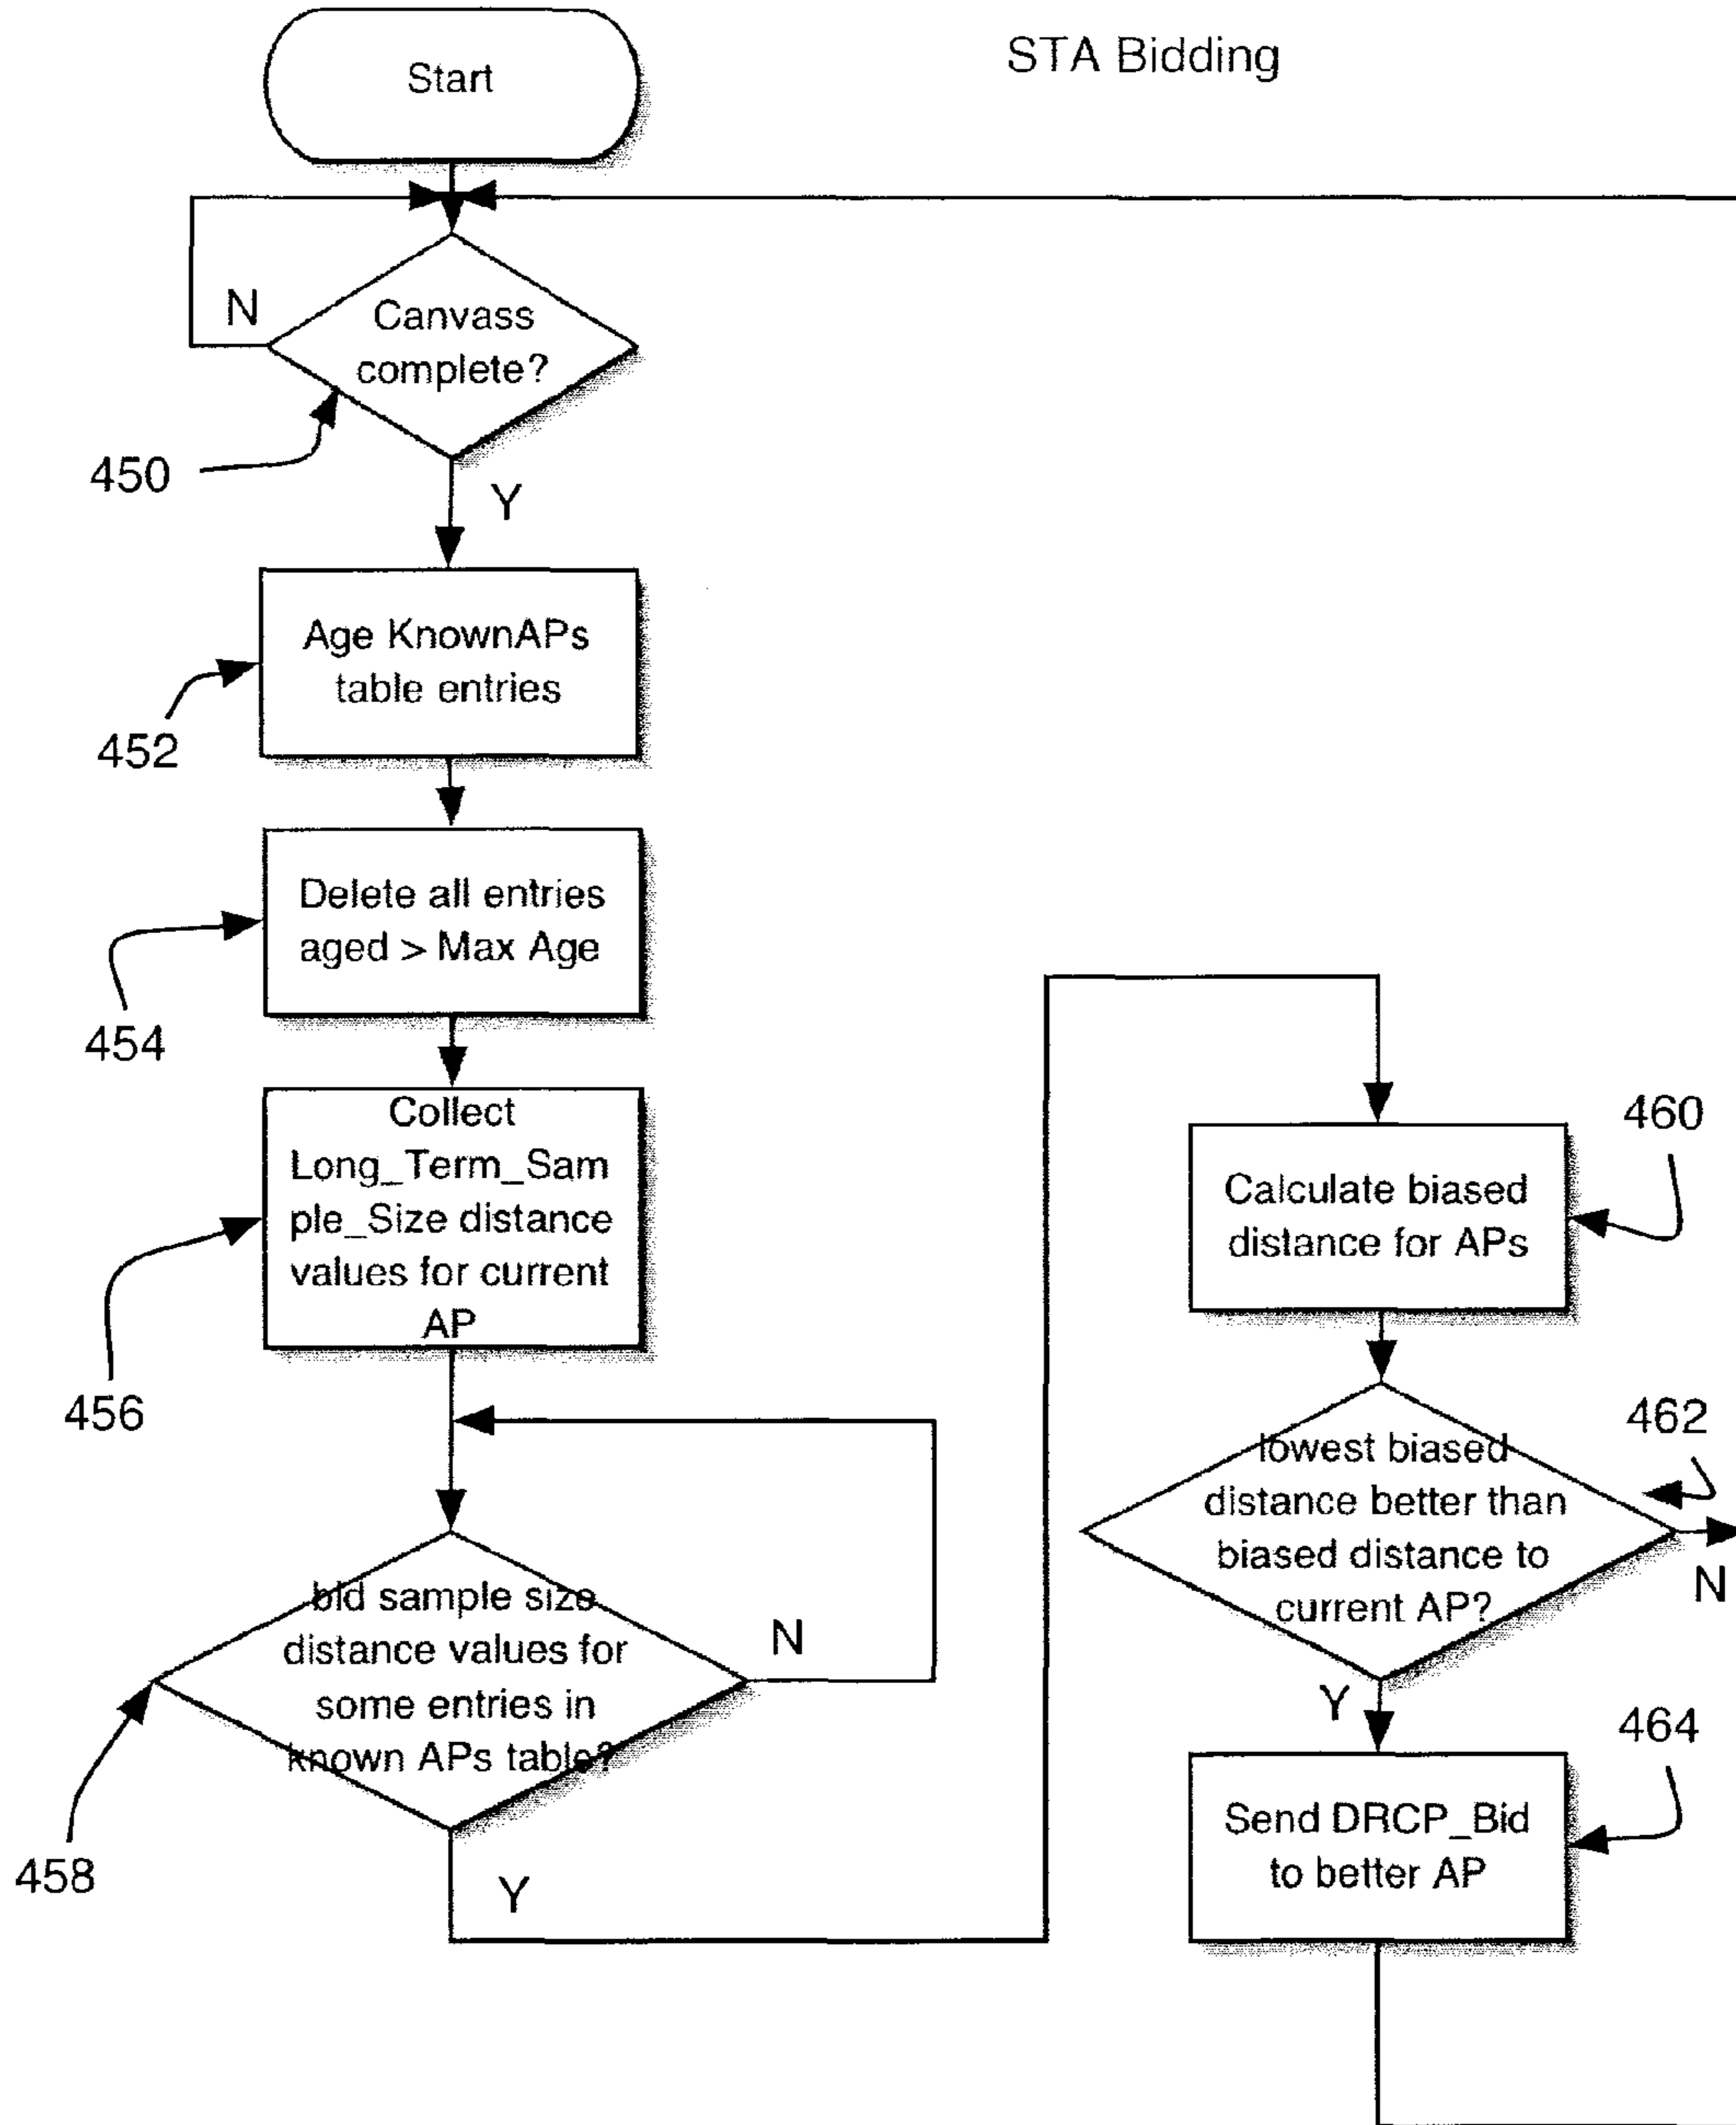 STA Bidding
Start
Canvass
complete?
N
450
Y
Age KnownAPs
table entries
452
Delete all entries
aged > Max Age
454
Collect
Long_Term_Sam
ple_Size distance
values for current
AP
456
bid sample size
distance values for
some entries in
known APs table?
N
458
Y
460
Calculate biased
distance for APs
462
lowest biased
distance better than
biased distance to
current AP?
N
Y
464
Send DRCP_Bid
to better AP